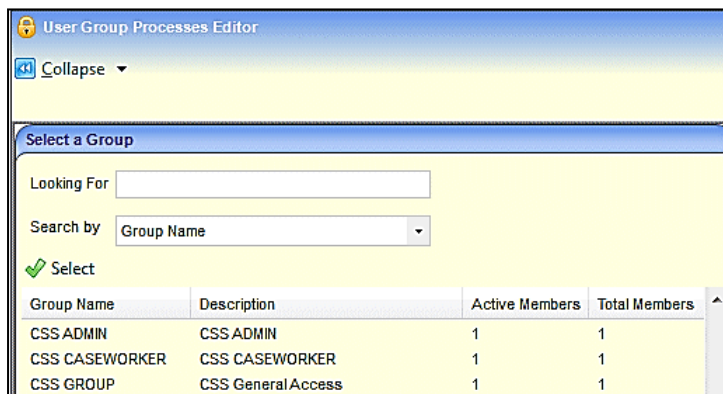 User Group Processes Editor
Collapse
Select a Group
Looking For
Search by Group Name
Select
Group Name Description Active Members Total Members
CSS ADMIN CSS ADMIN 1 1
CSS CASEWORKER CSS CASEWORKER 1 1
CSS GROUP CSS General Access 1 1